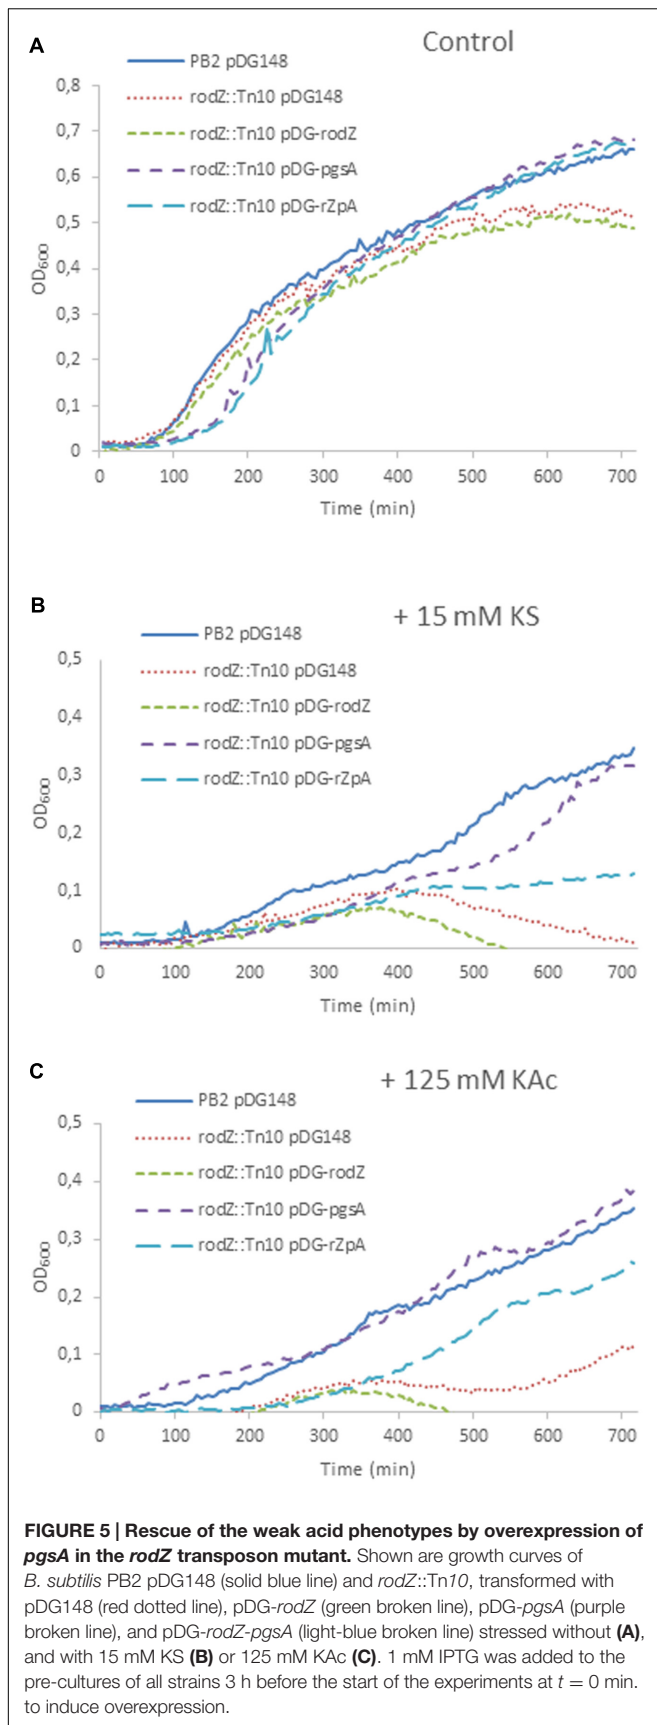 A
Control
PB2 pDG148
rodZ::Tn10 pDG148
rodZ::Tn10 pDG-rodZ
rodZ::Tn10 pDG-pgsA
rodZ::Tn10 pDG-rZpA
0,8
0,7
0,6
0,5
0,4
0,3
0,2
0,1
0
OD600
0 100 200 300 400 500 600 700
Time (min)
B
+ 15 mM KS
PB2 pDG148
rodZ::Tn10 pDG148
rodZ::Tn10 pDG-rodZ
rodZ::Tn10 pDG-pgsA
rodZ::Tn10 pDG-rZpA
0,5
0,4
0,3
0,2
0,1
0
OD600
0 100 200 300 400 500 600 700
Time (min)
C
+ 125 mM KAc
PB2 pDG148
rodZ::Tn10 pDG148
rodZ::Tn10 pDG-rodZ
rodZ::Tn10 pDG-pgsA
rodZ::Tn10 pDG-rZpA
0,5
0,4
0,3
0,2
0,1
0
OD600
0 100 200 300 400 500 600 700
Time (min)
FIGURE 5 | Rescue of the weak acid phenotypes by overexpression of
pgsA in the rodZ transposon mutant. Shown are growth curves of
B. subtilis PB2 pDG148 (solid blue line) and rodZ::Tn10, transformed with
pDG148 (red dotted line), pDG-rodZ (green broken line), pDG-pgsA (purple
broken line), and pDG-rodZ-pgsA (light-blue broken line) stressed without (A),
and with 15 mM KS (B) or 125 mM KAc (C). 1 mM IPTG was added to the
pre-cultures of all strains 3 h before the start of the experiments at t = 0 min.
to induce overexpression.